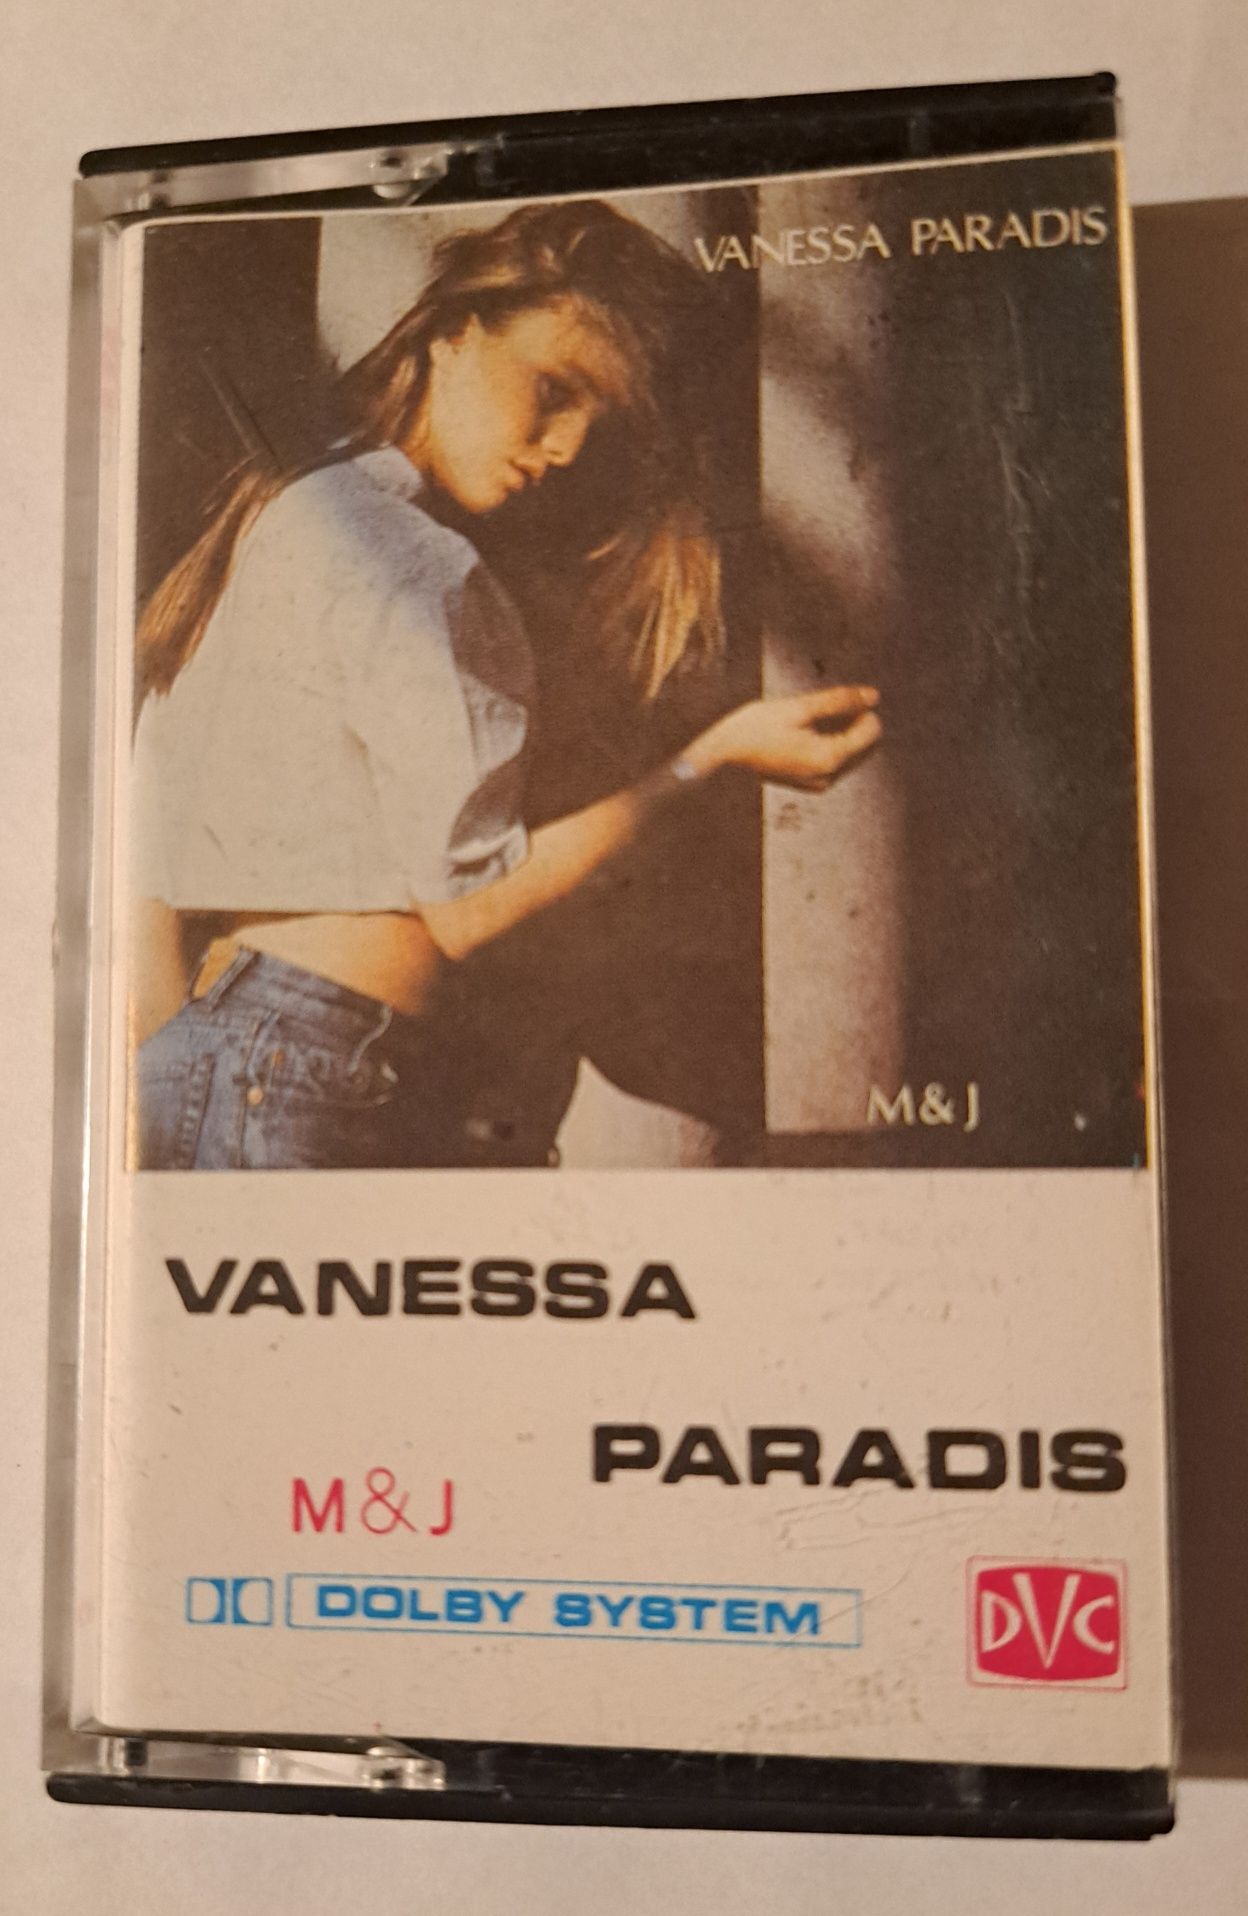 VANESSA PARADIS
M & J
VANESSA
PARADIS
M & J
DOLBY SYSTEM
DVC